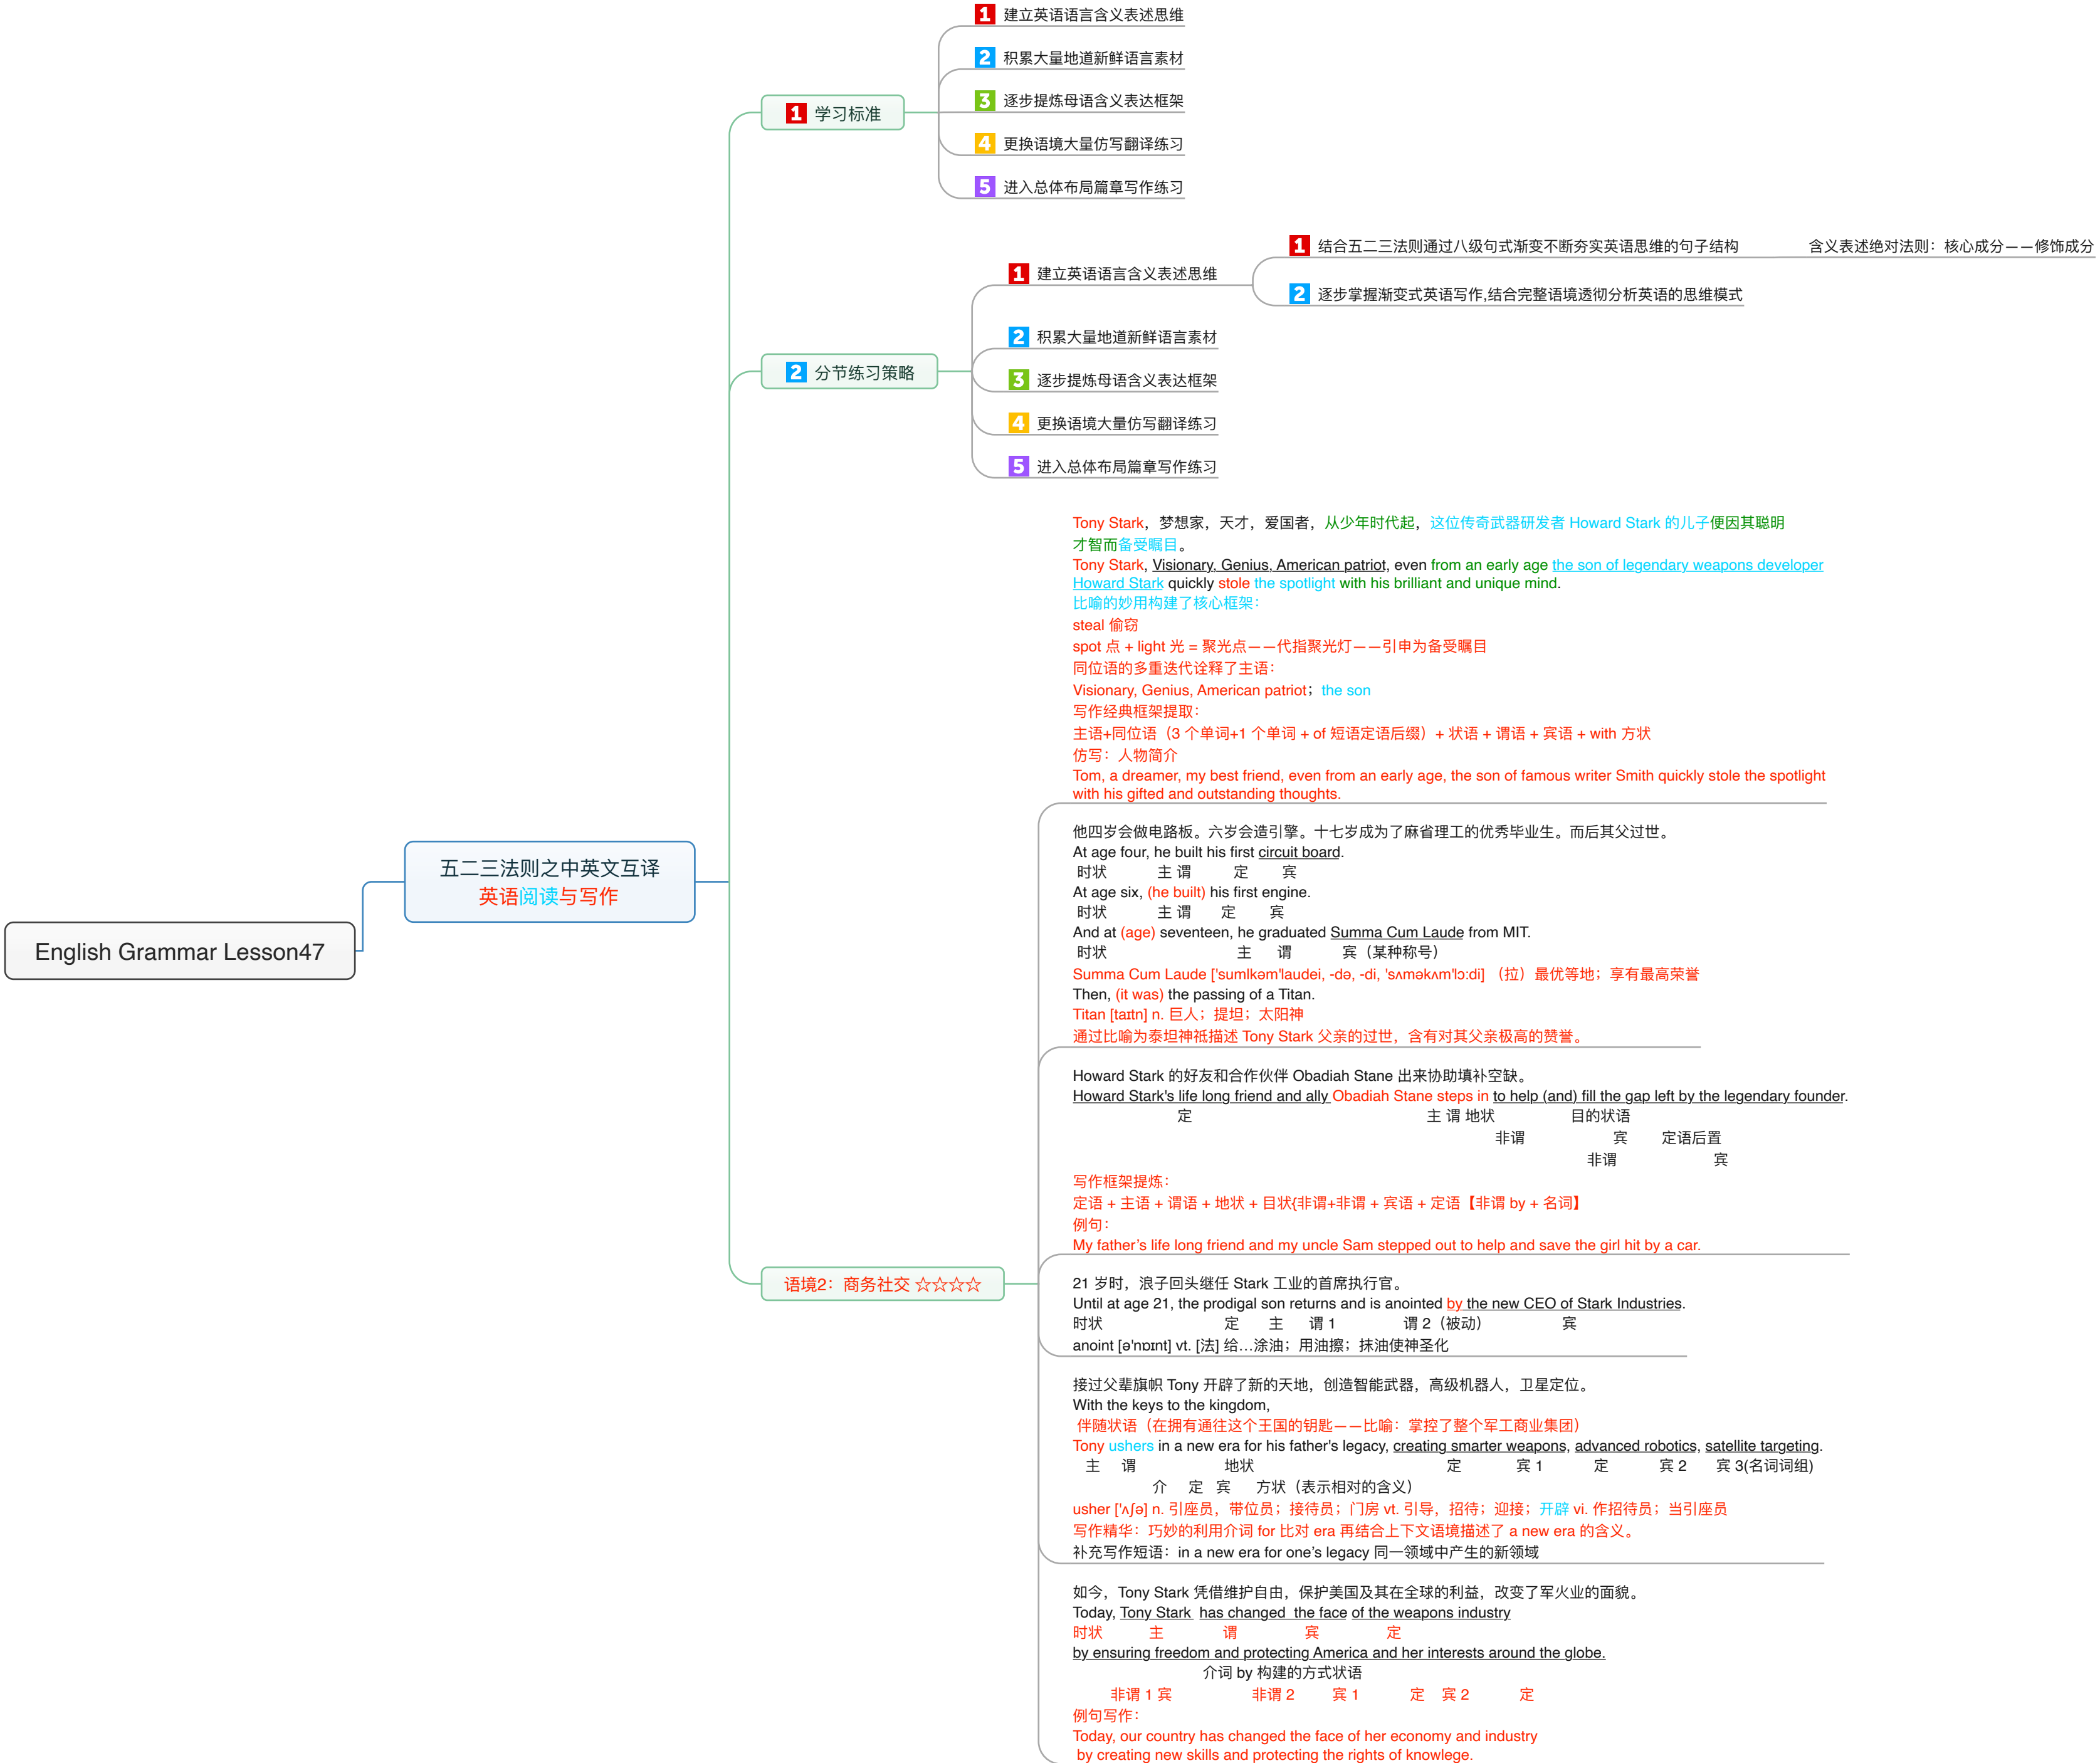 English Grammar Lesson47
五二三法则之中英文互译
英语阅读与写作
1 学习标准
1 建立英语语言含义表述思维
2 积累大量地道新鲜语言素材
3 逐步提炼母语含义表达框架
4 更换语境大量仿写翻译练习
5 进入总体布局篇章写作练习
2 分节练习策略
1 建立英语语言含义表述思维
1 结合五二三法则通过八级句式渐变不断夯实英语思维的句子结构
含义表述绝对法则：核心成分——修饰成分
2 逐步掌握渐变式英语写作,结合完整语境透彻分析英语的思维模式
2 积累大量地道新鲜语言素材
3 逐步提炼母语含义表达框架
4 更换语境大量仿写翻译练习
5 进入总体布局篇章写作练习
语境2：商务社交 ☆☆☆☆
Tony Stark，梦想家，天才，爱国者，从少年时代起，这位传奇武器研发者 Howard Stark 的儿子便因其聪明
才智而备受瞩目。
Tony Stark, Visionary, Genius, American patriot, even from an early age the son of legendary weapons developer
Howard Stark quickly stole the spotlight with his brilliant and unique mind.
比喻的妙用构建了核心框架：
steal 偷窃
spot 点 + light 光 = 聚光点——代指聚光灯——引申为备受瞩目
同位语的多重迭代诠释了主语：
Visionary, Genius, American patriot；the son
写作经典框架提取：
主语+同位语（3 个单词+1 个单词 + of 短语定语后缀）+ 状语 + 谓语 + 宾语 + with 方状
仿写：人物简介
Tom, a dreamer, my best friend, even from an early age, the son of famous writer Smith quickly stole the spotlight
with his gifted and outstanding thoughts.
他四岁会做电路板。六岁会造引擎。十七岁成为了麻省理工的优秀毕业生。而后其父过世。
At age four, he built his first circuit board.
时状 主 谓 定 宾
At age six, (he built) his first engine.
时状 主 谓 定 宾
And at (age) seventeen, he graduated Summa Cum Laude from MIT.
时状 主 谓 宾（某种称号）
Summa Cum Laude ['sumlkəm'laudei, -də, -di, 'sʌməkʌm'lɔ:di] （拉）最优等地；享有最高荣誉
Then, (it was) the passing of a Titan.
Titan [taɪtn] n. 巨人；提坦；太阳神
通过比喻为泰坦神祇描述 Tony Stark 父亲的过世，含有对其父亲极高的赞誉。
Howard Stark 的好友和合作伙伴 Obadiah Stane 出来协助填补空缺。
Howard Stark's life long friend and ally Obadiah Stane steps in to help (and) fill the gap left by the legendary founder.
定 主 谓 地状 目的状语
非谓 宾 定语后置
非谓 宾
写作框架提炼：
定语 + 主语 + 谓语 + 地状 + 目状{非谓+非谓 + 宾语 + 定语【非谓 by + 名词】
例句：
My father’s life long friend and my uncle Sam stepped out to help and save the girl hit by a car.
21 岁时，浪子回头继任 Stark 工业的首席执行官。
Until at age 21, the prodigal son returns and is anointed by the new CEO of Stark Industries.
时状 定 主 谓 1 谓 2（被动） 宾
anoint [ə'nɒɪnt] vt. [法] 给…涂油；用油擦；抹油使神圣化
接过父辈旗帜 Tony 开辟了新的天地，创造智能武器，高级机器人，卫星定位。
With the keys to the kingdom,
伴随状语（在拥有通往这个王国的钥匙——比喻：掌控了整个军工商业集团）
Tony ushers in a new era for his father's legacy, creating smarter weapons, advanced robotics, satellite targeting.
主 谓 地状 定 宾 1 定 宾 2 宾 3(名词词组)
介 定 宾 方状（表示相对的含义）
usher ['ʌʃə] n. 引座员，带位员；接待员；门房 vt. 引导，招待；迎接；开辟 vi. 作招待员；当引座员
写作精华：巧妙的利用介词 for 比对 era 再结合上下文语境描述了 a new era 的含义。
补充写作短语：in a new era for one’s legacy 同一领域中产生的新领域
如今，Tony Stark 凭借维护自由，保护美国及其在全球的利益，改变了军火业的面貌。
Today, Tony Stark has changed the face of the weapons industry
时状 主 谓 宾 定
by ensuring freedom and protecting America and her interests around the globe.
介词 by 构建的方式状语
非谓 1 宾 非谓 2 宾 1 定 宾 2 定
例句写作：
Today, our country has changed the face of her economy and industry
by creating new skills and protecting the rights of knowlege.